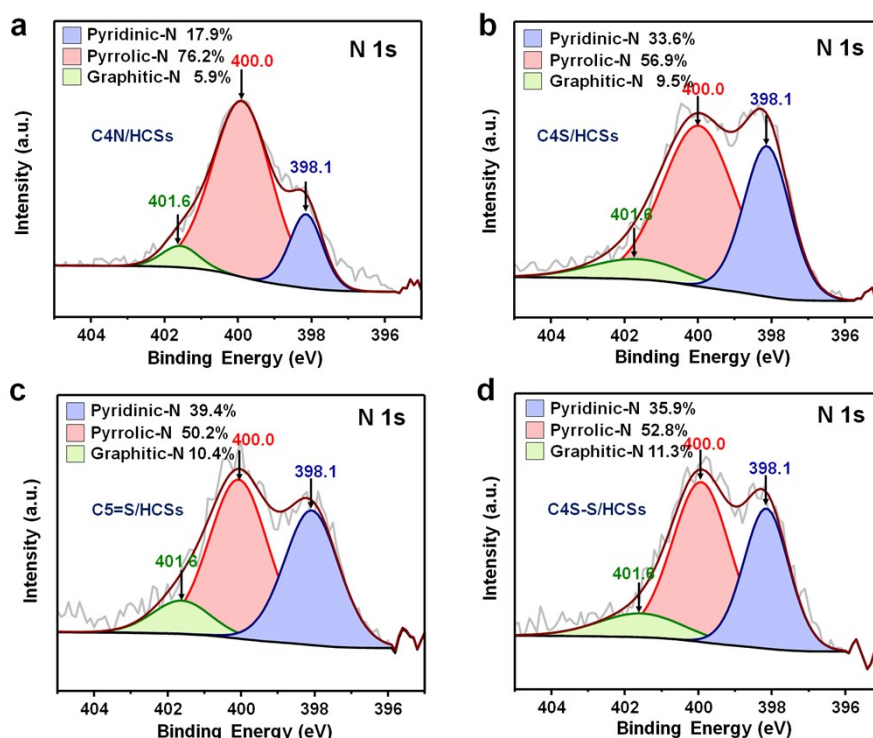 a
Pyridinic-N 17.9%
Pyrrolic-N 76.2%
Graphitic-N 5.9%
N 1s
400.0
C4N/HCSs
398.1
401.6
Intensity (a.u.)
404 402 400 398 396
Binding Energy (eV)
b
Pyridinic-N 33.6%
Pyrrolic-N 56.9%
Graphitic-N 9.5%
N 1s
400.0
398.1
C4S/HCSs
401.6
Intensity (a.u.)
404 402 400 398 396
Binding Energy (eV)
c
Pyridinic-N 39.4%
Pyrrolic-N 50.2%
Graphitic-N 10.4%
N 1s
400.0
398.1
C5=S/HCSs
401.6
Intensity (a.u.)
404 402 400 398 396
Binding Energy (eV)
d
Pyridinic-N 35.9%
Pyrrolic-N 52.8%
Graphitic-N 11.3%
N 1s
400.0
398.1
C4S-S/HCSs
401.6
Intensity (a.u.)
404 402 400 398 396
Binding Energy (eV)